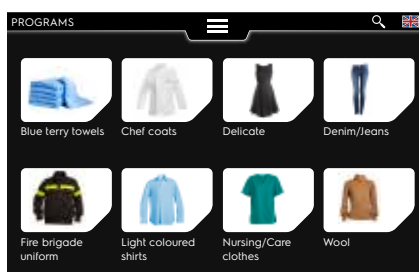 PROGRAMS
Blue terry towels
Chef coats
Delicate
Denim/Jeans
Fire brigade
uniform
Light coloured
shirts
Nursing/Care
clothes
Wool